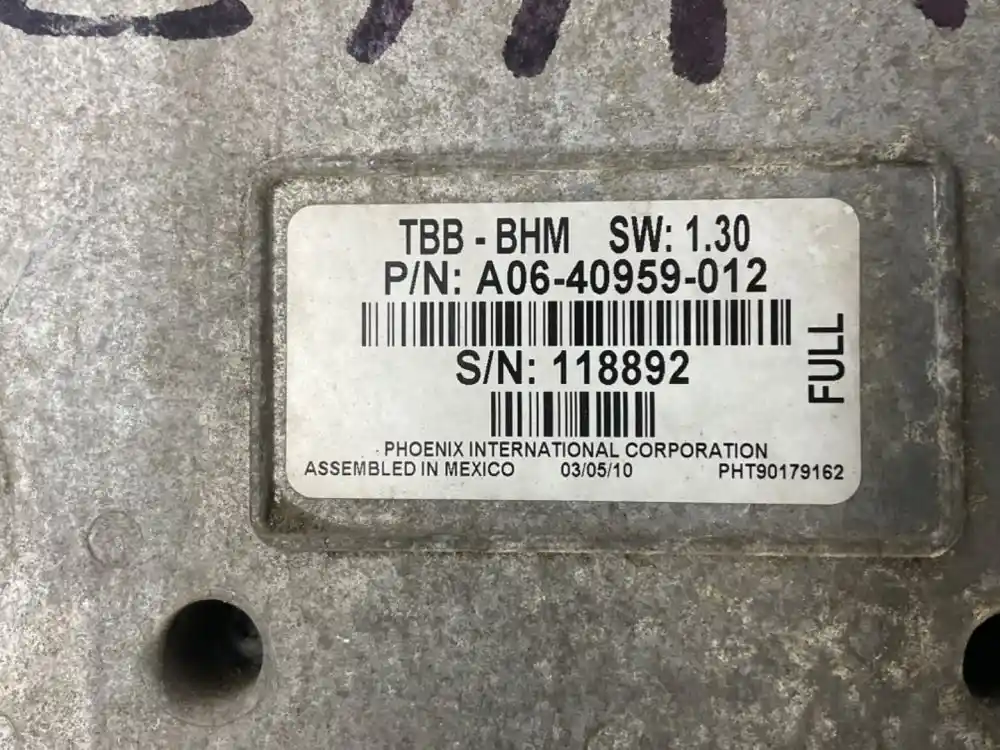 TBB - BHM SW: 1.30
P/N: A06-40959-012
S/N: 118892
FULL
PHOENIX INTERNATIONAL CORPORATION
ASSEMBLED IN MEXICO 03/05/10 PHT90179162